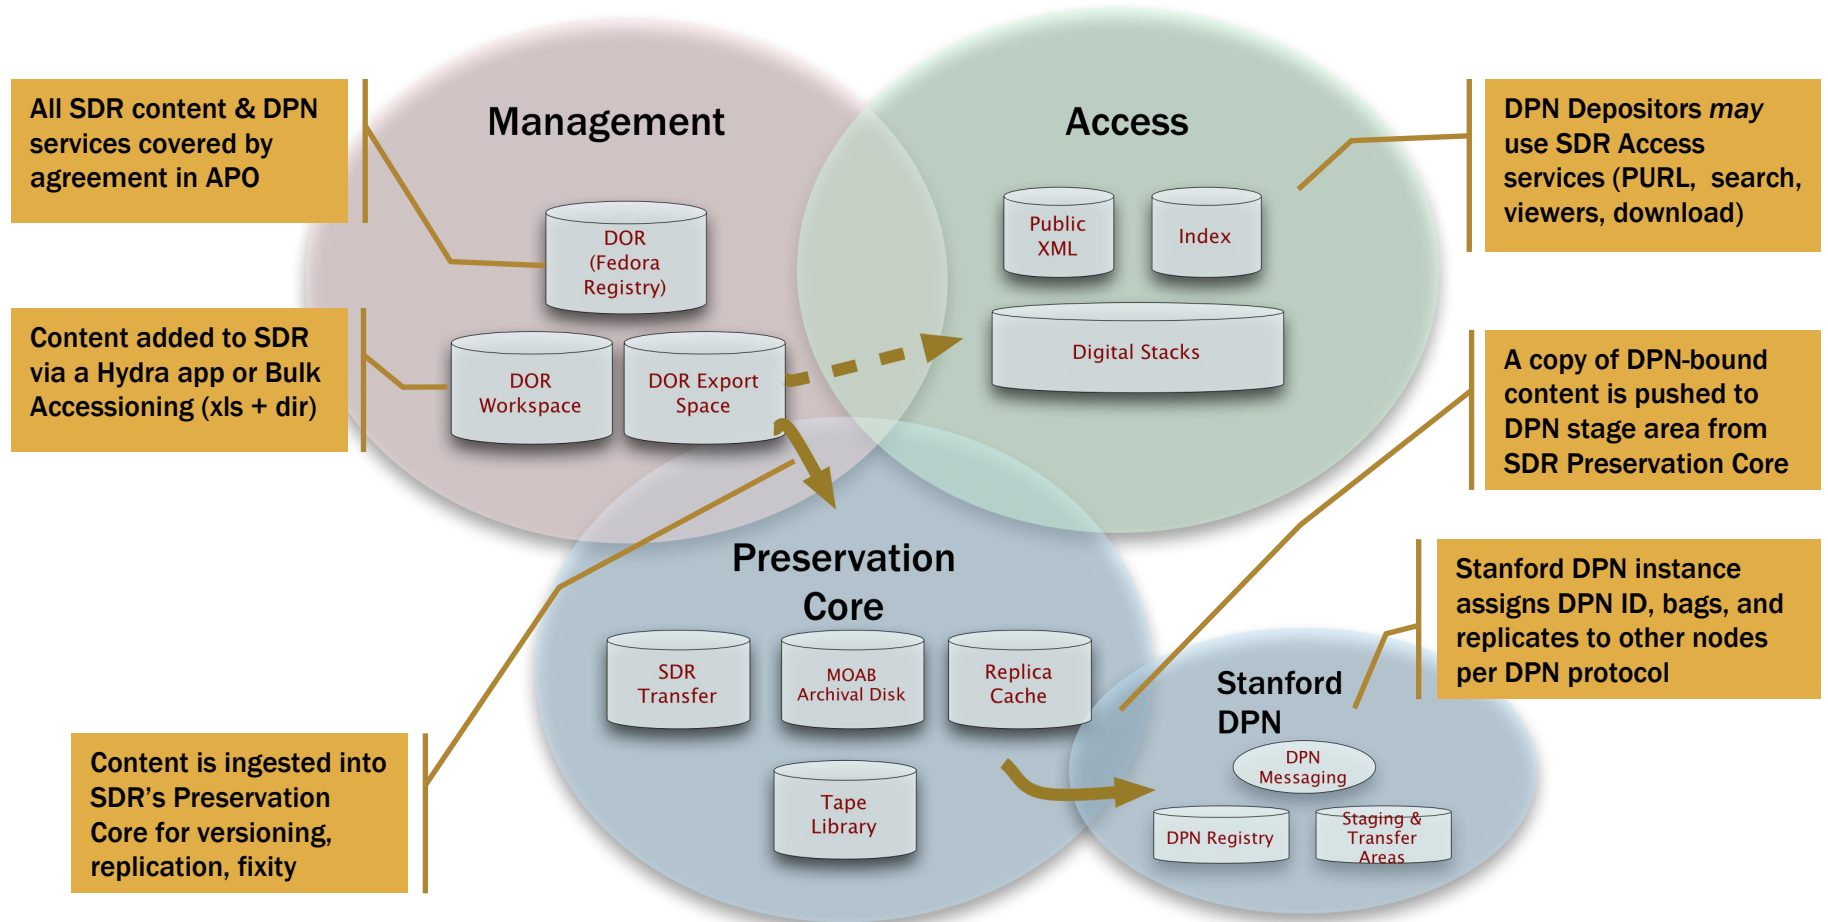 All SDR content & DPN
services covered by
agreement in APO
Content added to SDR
via a Hydra app or Bulk
Accessioning (xls + dir)
Content is ingested into
SDR's Preservation
Core for versioning,
replication, fixity
Management
DOR
(Fedora
Registry)
DOR
Workspace
DOR Export
Space
Access
Public
XML
Index
Digital Stacks
Preservation
Core
SDR
Transfer
MOAB
Archival Disk
Replica
Cache
Tape
Library
Stanford
DPN
DPN
Messaging
DPN Registry
Staging &
Transfer
Areas
DPN Depositors may
use SDR Access
services (PURL,  search,
viewers, download)
A copy of DPN-bound
content is pushed to
DPN stage area from
SDR Preservation Core
Stanford DPN instance
assigns DPN ID, bags, and
replicates to other nodes
per DPN protocol